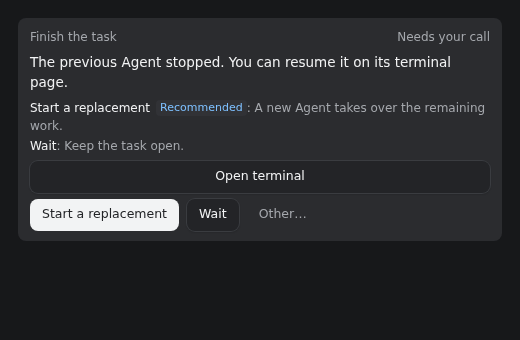 Finish the task
Needs your call
The previous Agent stopped. You can resume it on its terminal
page.
Start a replacement Recommended: A new Agent takes over the remaining
work.
Wait: Keep the task open.
Open terminal
Start a replacement
Wait
Other…